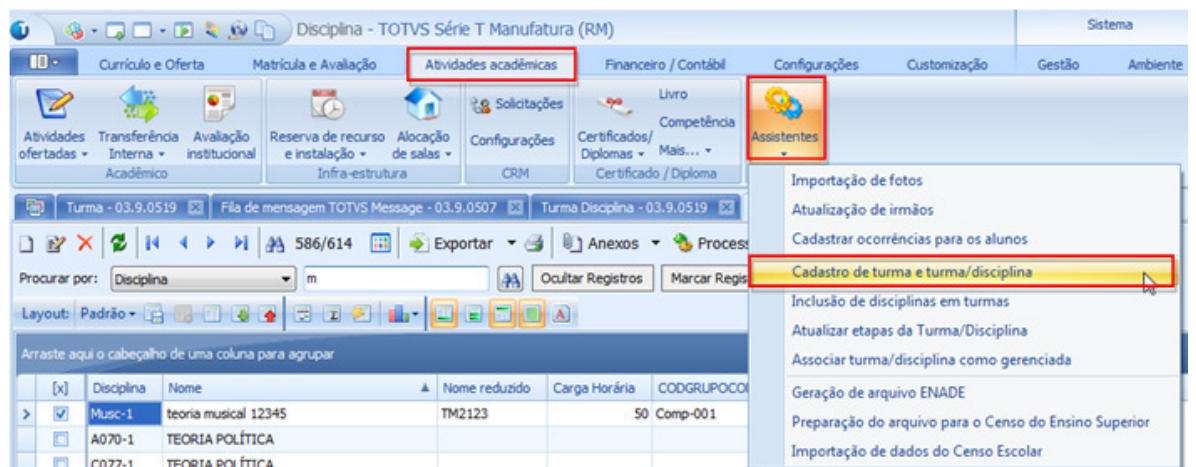 Disciplina - TOTVS Série T Manufatura (RM)
Sistema
Currículo e Oferta
Matrícula e Avaliação
Atividades acadêmicas
Financeiro / Contábil
Configurações
Customização
Gestão
Ambiente
Atividades ofertadas
Transferência Interna
Avaliação institucional
Acadêmico
Reserva de recurso e instalação
Alocação de salas
Infra-estrutura
Solicitações
Configurações
CRM
Certificados/ Diplomas
Livro
Competência
Mais...
Certificado / Diploma
Assistentes
Importação de fotos
Atualização de irmãos
Cadastrar ocorrências para os alunos
Cadastro de turma e turma/disciplina
Inclusão de disciplinas em turmas
Atualizar etapas da Turma/Disciplina
Associar turma/disciplina como gerenciada
Geração de arquivo ENADE
Preparação do arquivo para o Censo do Ensino Superior
Importação de dados do Censo Escolar
Turma - 03.9.0519
Fila de mensagem TOTVS Message - 03.9.0507
Turma Disciplina - 03.9.0519
586/614 Exportar Anexos Process
Procurar por: Disciplina m Ocultar Registros Marcar Regis
Layout: Padrão
Arraste aqui o cabeçalho de uma coluna para agrupar
[x] Disciplina Nome Nome reduzido Carga Horária CODGRUPOCO
Musc-1 teoria musical 12345 TM2123 50 Comp-001
A070-1 TEORIA POLÍTICA
C077-1 TEORIA POLÍTICA